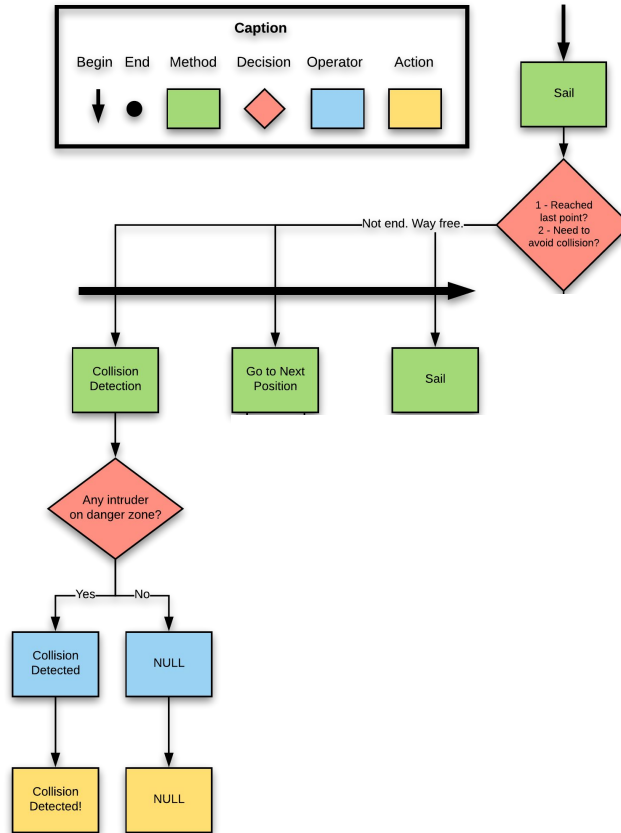 Caption
Begin End Method Decision Operator Action
Sail
1 - Reached
last point?
2 - Need to
avoid collision?
Not end. Way free.
Collision
Detection
Go to Next
Position
Sail
Any intruder
on danger zone?
Yes
No
Collision
Detected
NULL
Collision
Detected!
NULL